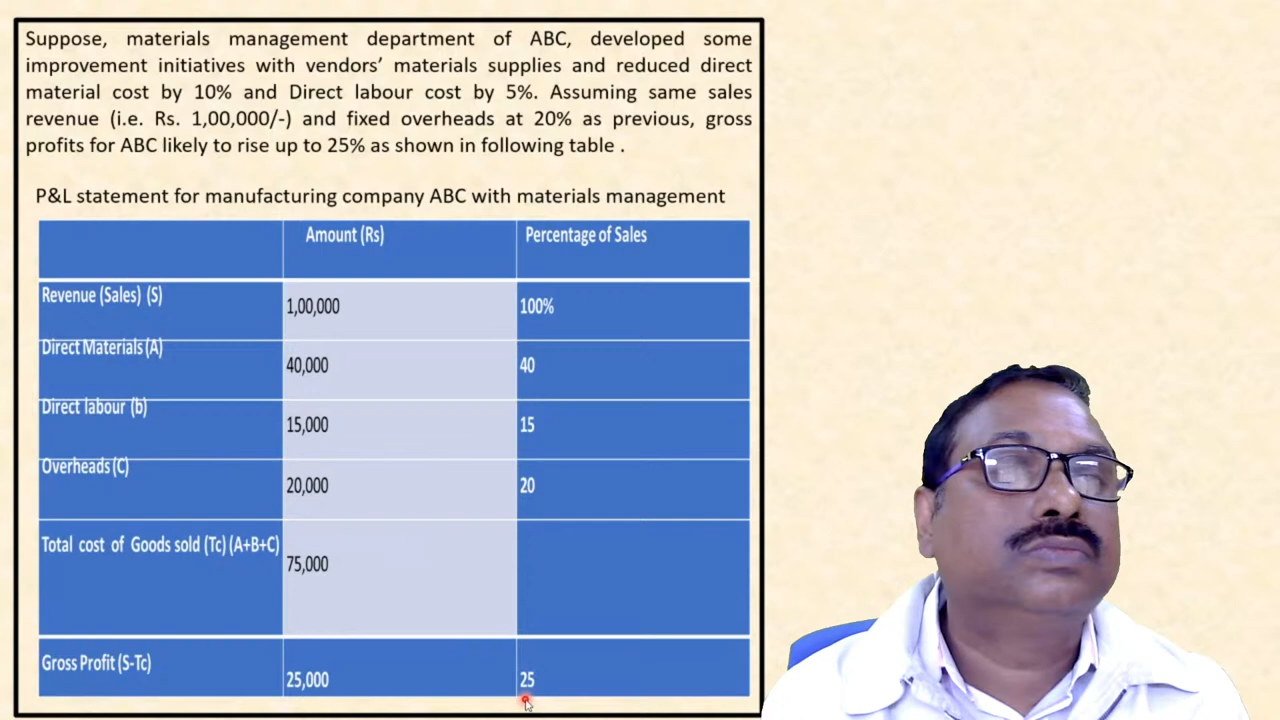 Suppose, materials management department of ABC, developed some
improvement initiatives with vendors’ materials supplies and reduced direct
material cost by 10% and Direct labour cost by 5%. Assuming same sales
revenue (i.e. Rs. 1,00,000/-) and fixed overheads at 20% as previous, gross
profits for ABC likely to rise up to 25% as shown in following table .
P&L statement for manufacturing company ABC with materials management
Amount (Rs) Percentage of Sales
Revenue (Sales) (S) 1,00,000 100%
Direct Materials (A) 40,000 40
Direct labour (b) 15,000 15
Overheads (C) 20,000 20
Total cost of Goods sold (Tc) (A+B+C) 75,000
Gross Profit (S-Tc) 25,000 25